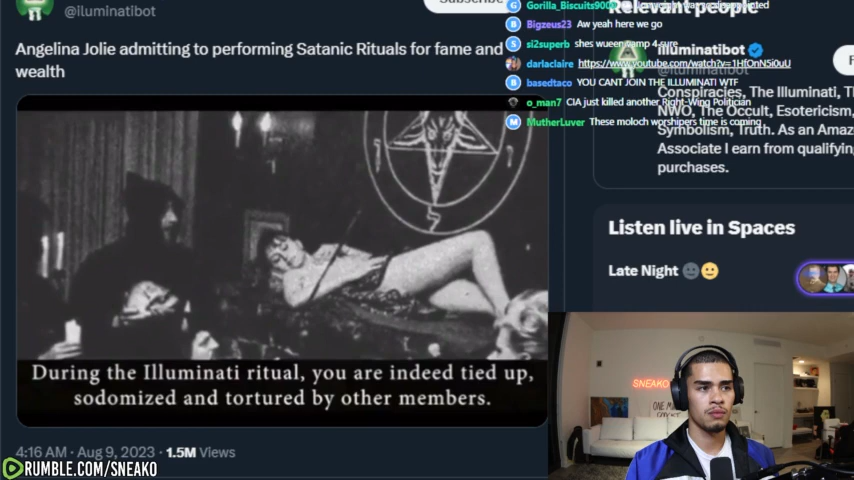 @iluminatibot
Subscribe
Angelina Jolie admitting to performing Satanic Rituals for fame and
wealth
During the Illuminati ritual, you are indeed tied up,
sodomized and tortured by other members.
4:16 AM · Aug 9, 2023 · 1.5M Views
RUMBLE.COM/SNEAKO
Bigzeus23 Aw yeah here we go
si2superb shes wueen vamp 4 sure
darlaclaire https://www.youtube.com/watch?v=1HfOnN5i0uU
basedtaco YOU CANT JOIN THE ILLUMINATI WTF
o_man7 CIA just killed another Right-Wing Politician
MutherLuver These moloch worshipers time is coming
Relevant people
illuminatibot
@iluminatibot
Conspiracies, The Illuminati,
NWO, The Occult, Esotericism,
Symbolism, Truth. As an Amaz
Associate I earn from qualifying
purchases.
Listen live in Spaces
Late Night
SNEAKO